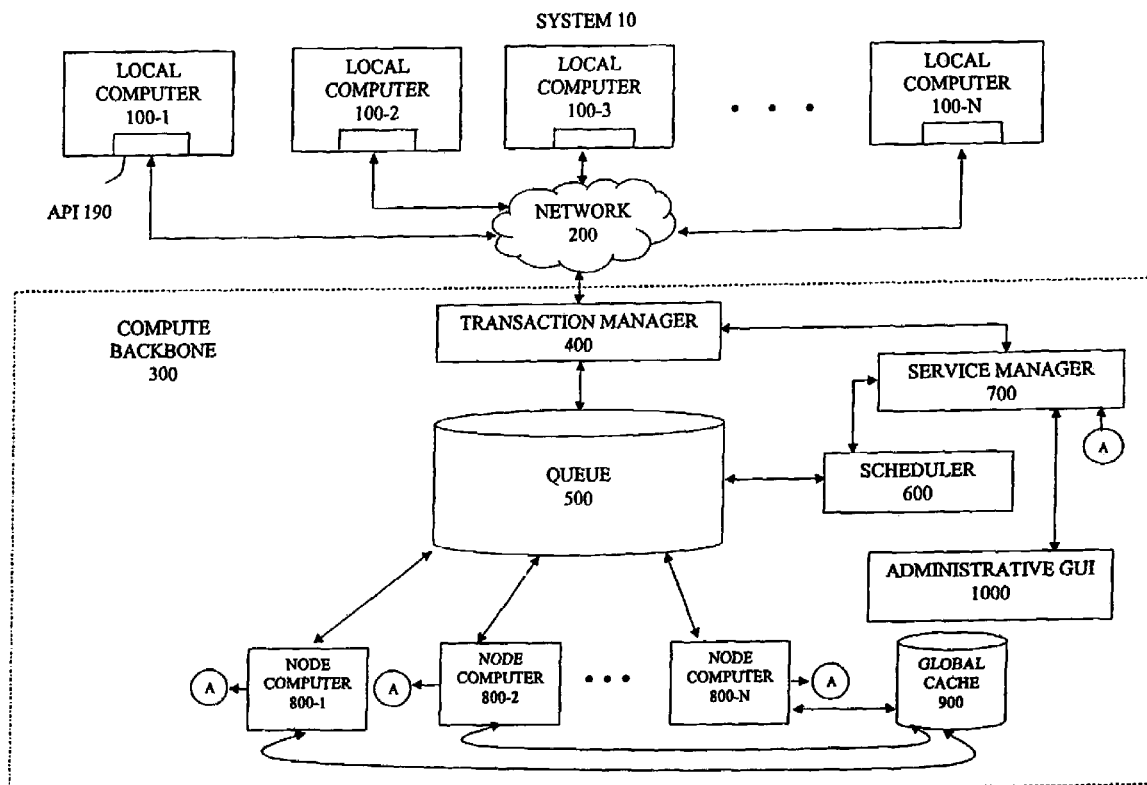 SYSTEM 10
LOCAL
COMPUTER
100-1
LOCAL
COMPUTER
100-2
LOCAL
COMPUTER
100-3
LOCAL
COMPUTER
100-N
API 190
NETWORK
200
COMPUTE
BACKBONE
300
TRANSACTION MANAGER
400
SERVICE MANAGER
700
A
QUEUE
500
SCHEDULER
600
ADMINISTRATIVE GUI
1000
A
NODE
COMPUTER
800-1
A
NODE
COMPUTER
800-2
NODE
COMPUTER
800-N
A
GLOBAL
CACHE
900